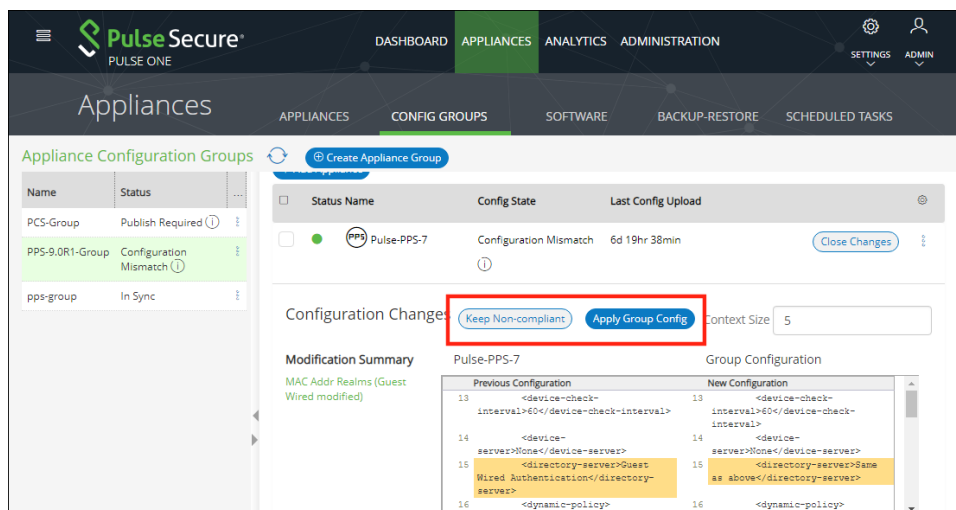 Pulse Secure®
PULSE ONE
DASHBOARD APPLIANCES ANALYTICS ADMINISTRATION
SETTINGS ADMIN
Appliances
APPLIANCES CONFIG GROUPS SOFTWARE BACKUP-RESTORE SCHEDULED TASKS
Appliance Configuration Groups Create Appliance Group
Name Status ...
PCS-Group Publish Required
PPS-9.0R1-Group Configuration
Mismatch
pps-group In Sync
Status Name Config State Last Config Upload
PPS Pulse-PPS-7 Configuration Mismatch 6d 19hr 38min Close Changes
Configuration Changes Keep Non-compliant Apply Group Config Context Size 5
Modification Summary Pulse-PPS-7 Group Configuration
MAC Addr Realms (Guest
Wired modified)
Previous Configuration New Configuration
13 <device-check- 13 <device-check-
interval>60</device-check-interval> interval>60</device-check-
interval>
14 <device- 14 <device-
server>None</device-server> server>None</device-server>
15 <directory-server>Guest 15 <directory-server>Same
Wired Authentication</directory- as above</directory-server>
server>
16 <dynamic-policy> 16 <dynamic-policy>